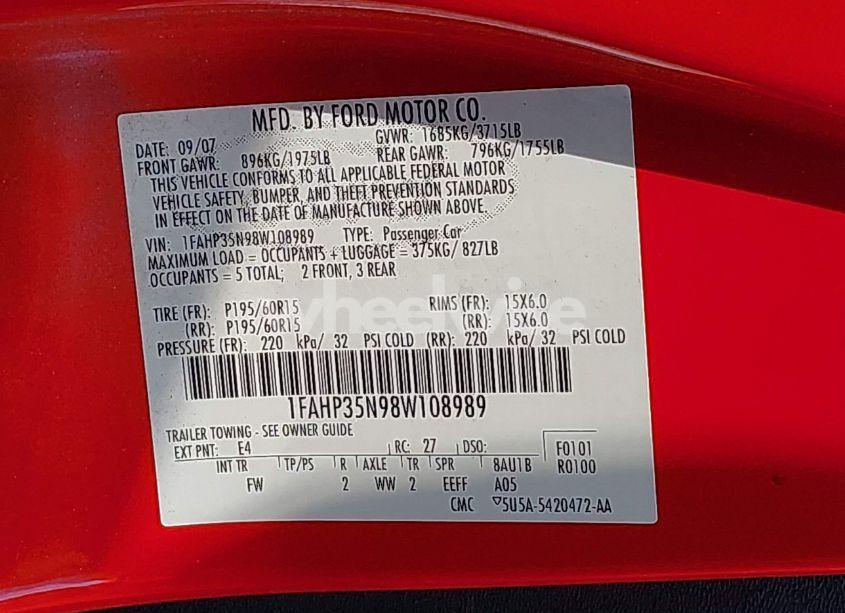 MFD. BY FORD MOTOR CO.
DATE: 09/07 GVWR: 1685KG/3715LB
FRONT GAWR: 896KG/1975LB REAR GAWR: 796KG/1755LB
THIS VEHICLE CONFORMS TO ALL APPLICABLE FEDERAL MOTOR
VEHICLE SAFETY, BUMPER, AND THEFT PREVENTION STANDARDS
IN EFFECT ON THE DATE OF MANUFACTURE SHOWN ABOVE.
VIN: 1FAHP35N98W108989 TYPE: Passenger Car
MAXIMUM LOAD = OCCUPANTS + LUGGAGE = 375KG/ 827LB
OCCUPANTS = 5 TOTAL; 2 FRONT, 3 REAR
TIRE (FR): P195/60R15 RIMS (FR): 15X6.0
(RR): P195/60R15 (RR): 15X6.0
PRESSURE (FR): 220 kPa/ 32 PSI COLD (RR): 220 kPa/ 32 PSI COLD
wheelwise
1FAHP35N98W108989
TRAILER TOWING - SEE OWNER GUIDE
EXT PNT: E4 RC: 27 DSO: F0101
INT TR TP/PS R AXLE TR SPR 8AU1B R0100
FW 2 WW 2 EEFF A05
CMC ▽5U5A-5420472-AA